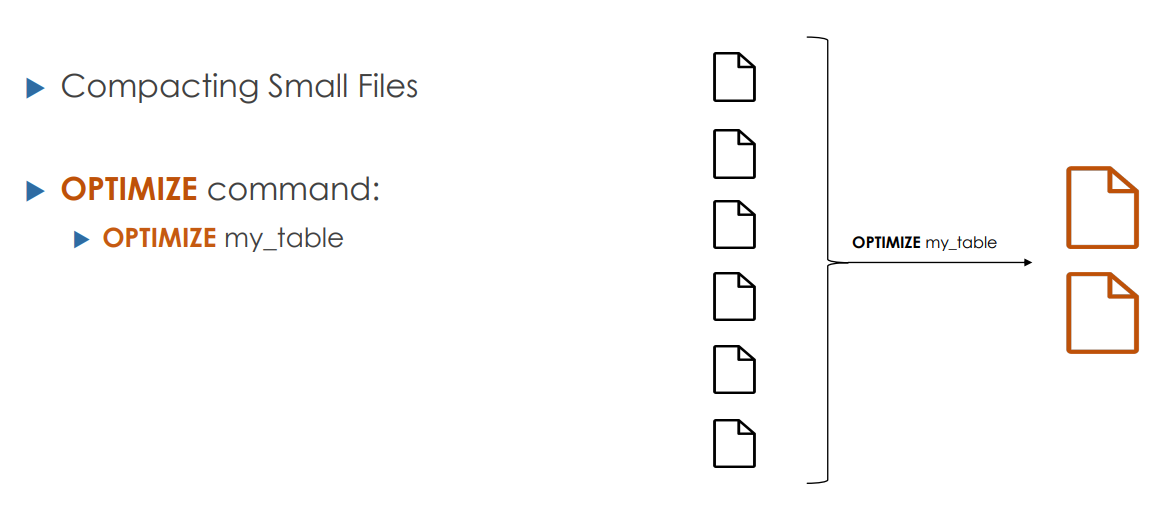 Compacting Small Files
OPTIMIZE command:
OPTIMIZE my_table
OPTIMIZE my_table